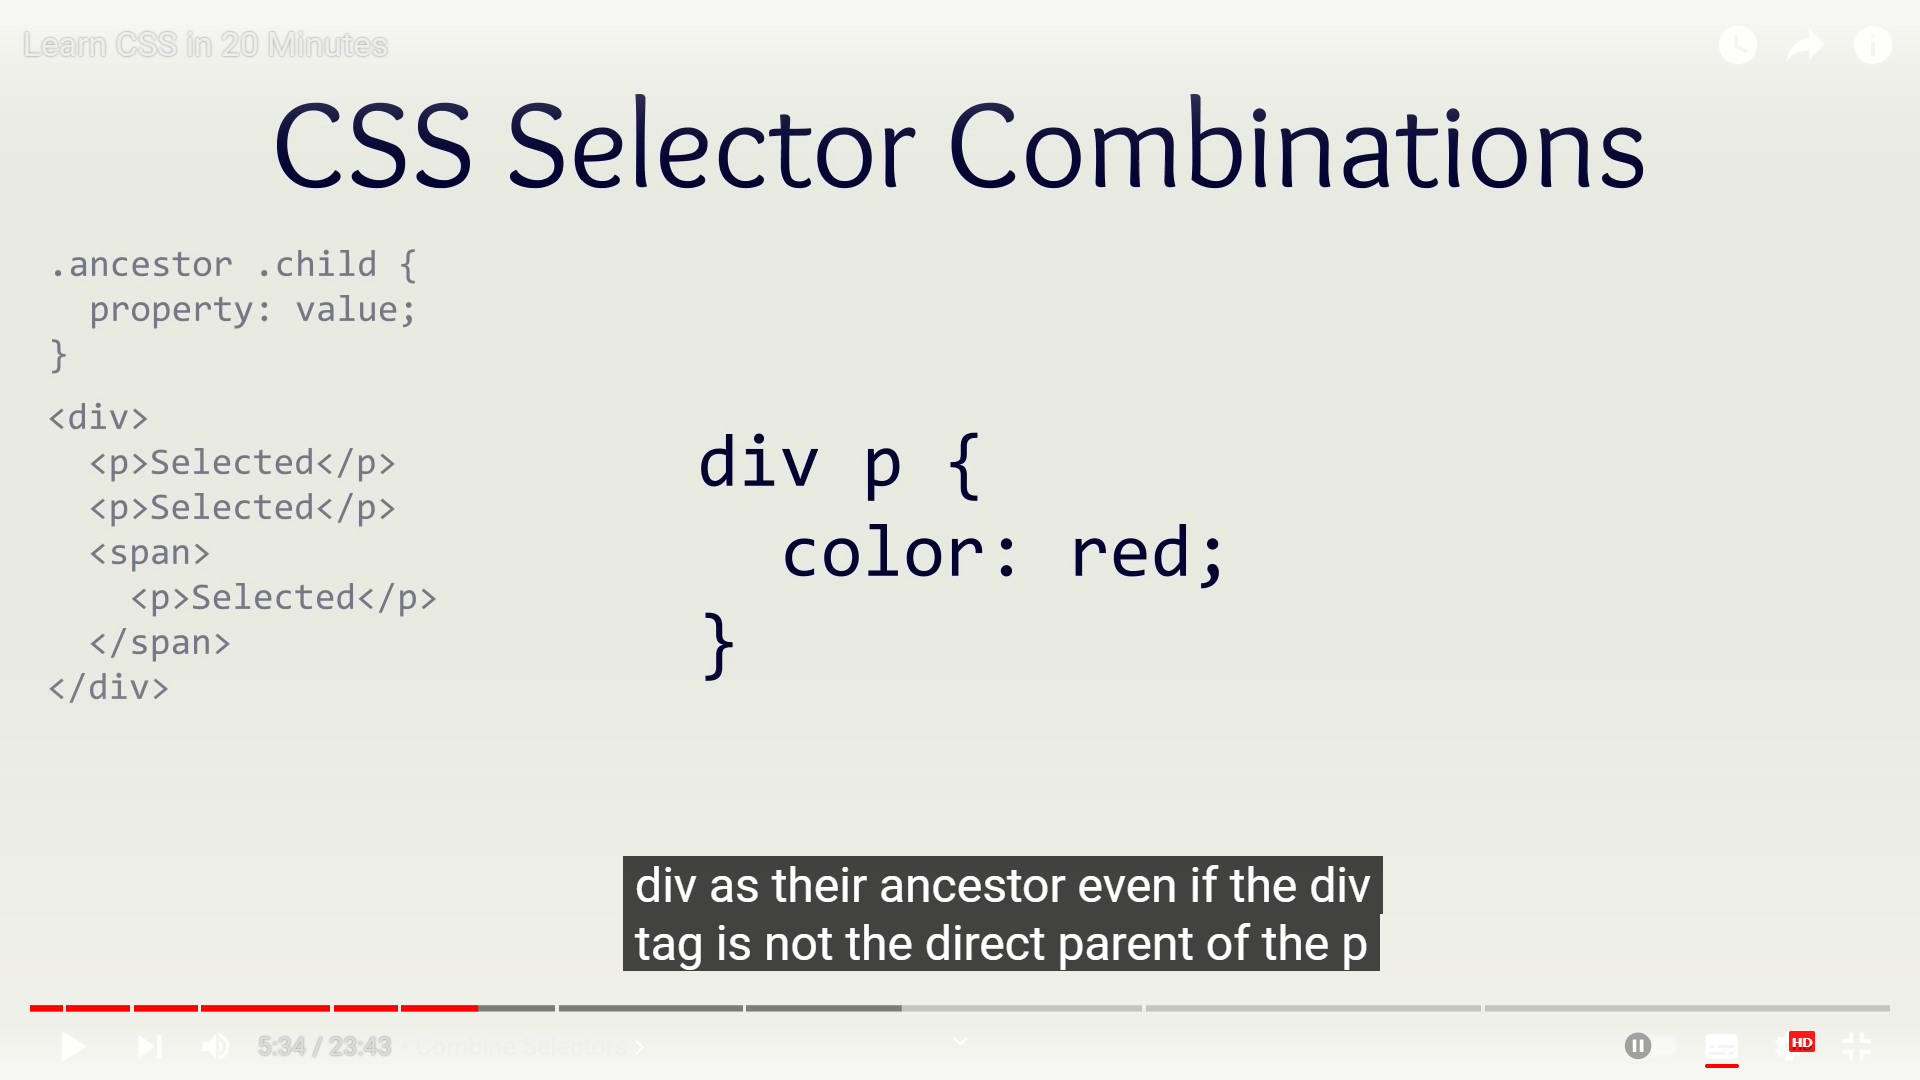 Learn CSS in 20 Minutes
CSS Selector Combinations
.ancestor .child {
  property: value;
}
<div>
  <p>Selected</p>
  <p>Selected</p>
  <span>
    <p>Selected</p>
  </span>
</div>
div p {
  color: red;
}
div as their ancestor even if the div
tag is not the direct parent of the p
5:34 / 23:43 • Combine Selectors
HD